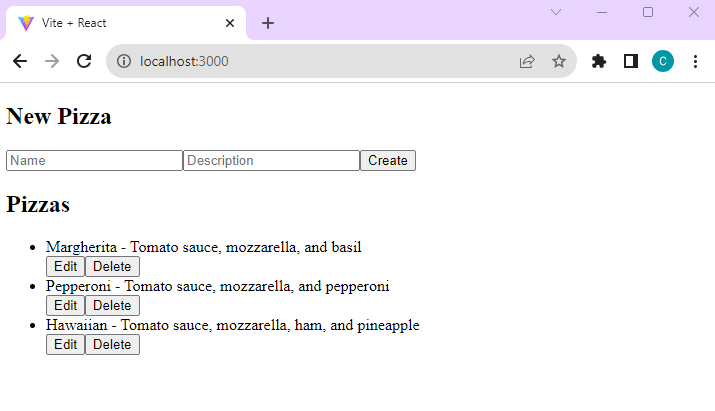 Vite + React
localhost:3000
C
New Pizza
Name Description Create
Pizzas
Margherita - Tomato sauce, mozzarella, and basil
Edit Delete
Pepperoni - Tomato sauce, mozzarella, and pepperoni
Edit Delete
Hawaiian - Tomato sauce, mozzarella, ham, and pineapple
Edit Delete